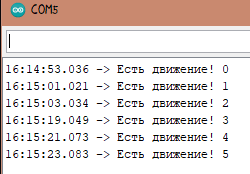 COM5
16:14:53.036 -> Есть движение! 0
16:15:01.021 -> Есть движение! 1
16:15:03.034 -> Есть движение! 2
16:15:19.049 -> Есть движение! 3
16:15:21.073 -> Есть движение! 4
16:15:23.083 -> Есть движение! 5